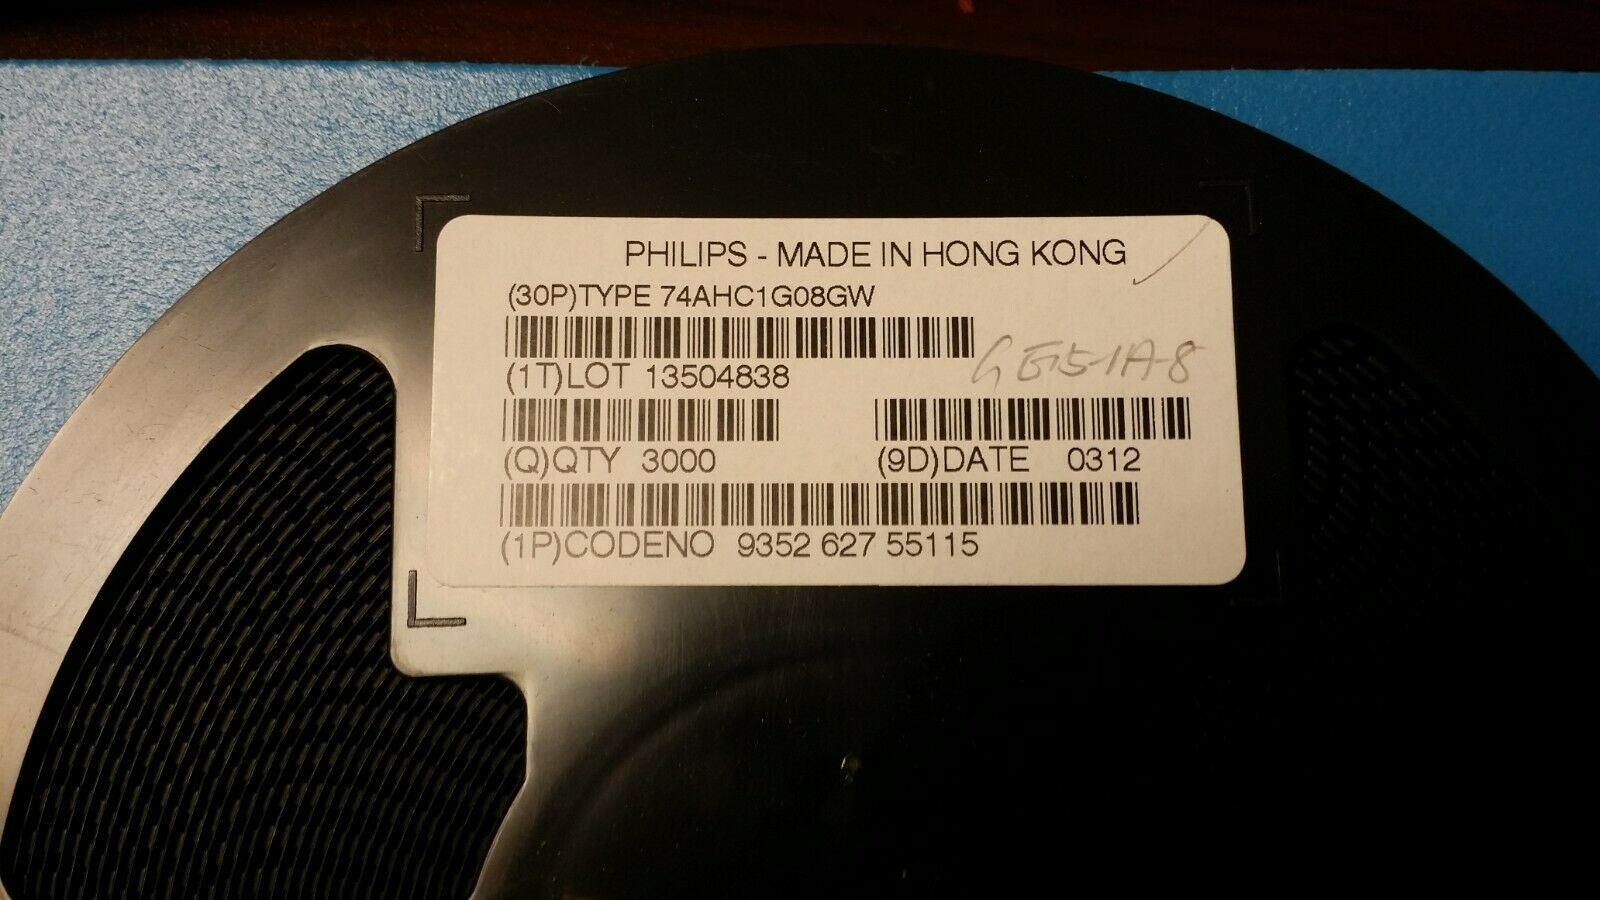 PHILIPS - MADE IN HONG KONG
(30P)TYPE 74AHC1G08GW
(1T)LOT 13504838
(Q)QTY 3000
(9D)DATE 0312
(1P)CODENO 9352 627 55115